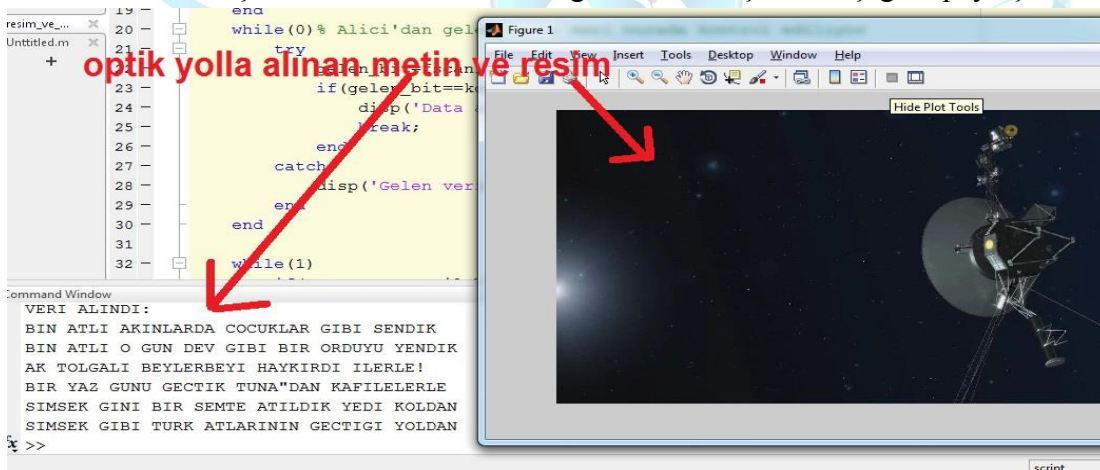 resim_ve_...
Unttitled.m
19
end
20
while(0)% Alici'dan gel
21
try
optik yolla alinan metin ve resim
23
if(gelen_bit==k
24
disp('Data
25
break;
26
end
27
catch
28
disp('Gelen ver
29
end
30
end
31
32
while(1)
Command Window
VERI ALINDI:
BIN ATLI AKINLARDA COCUKLAR GIBI SENDIK
BIN ATLI O GUN DEV GIBI BIR ORDUYU YENDIK
AK TOLGALI BEYLERBEYI HAYKIRDI ILERLE!
BIR YAZ GUNU GECTIK TUNA"DAN KAFILELERLE
SIMSEK GINI BIR SEMTE ATILDIK YEDI KOLDAN
SIMSEK GIBI TURK ATLARININ GECTIGI YOLDAN
fx >>
Figure 1
File Edit View Insert Tools Desktop Window Help
Hide Plot Tools
script